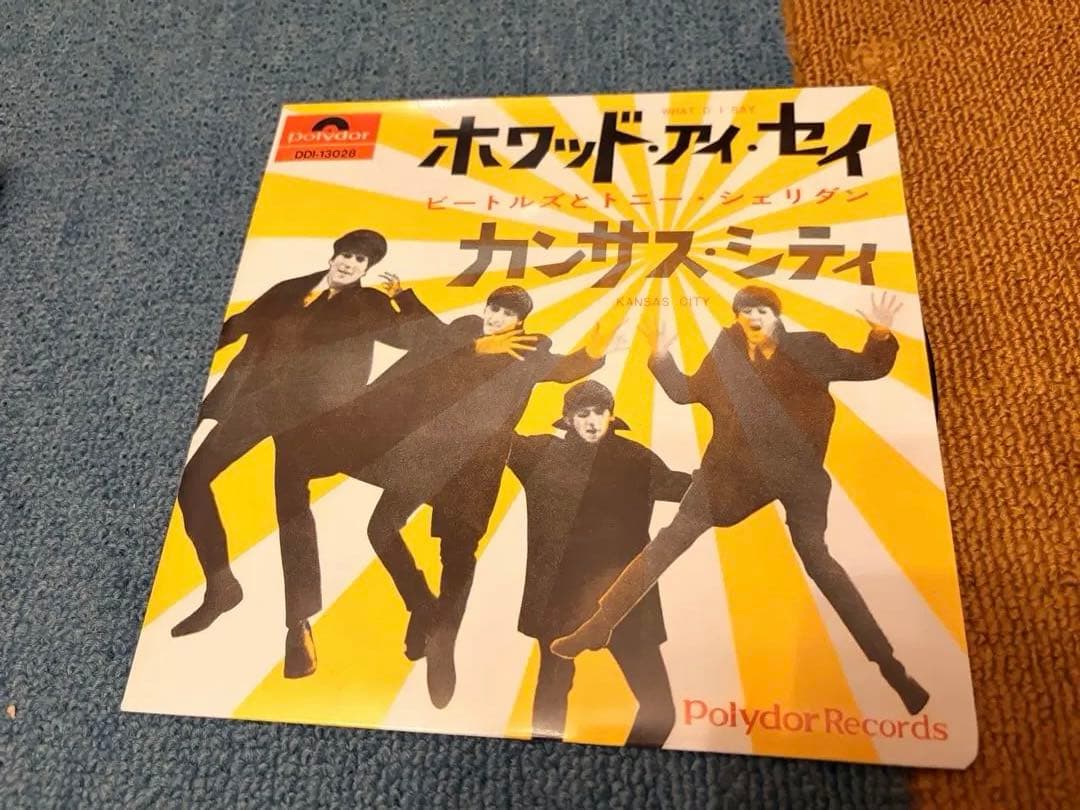 polydor
DDI-13028
WHAT'D I SAY
ホワッド・アイ・セイ
ビートルズとトニー・シェリダン
カンサス・シティ
KANSAS CITY
Polydor Records